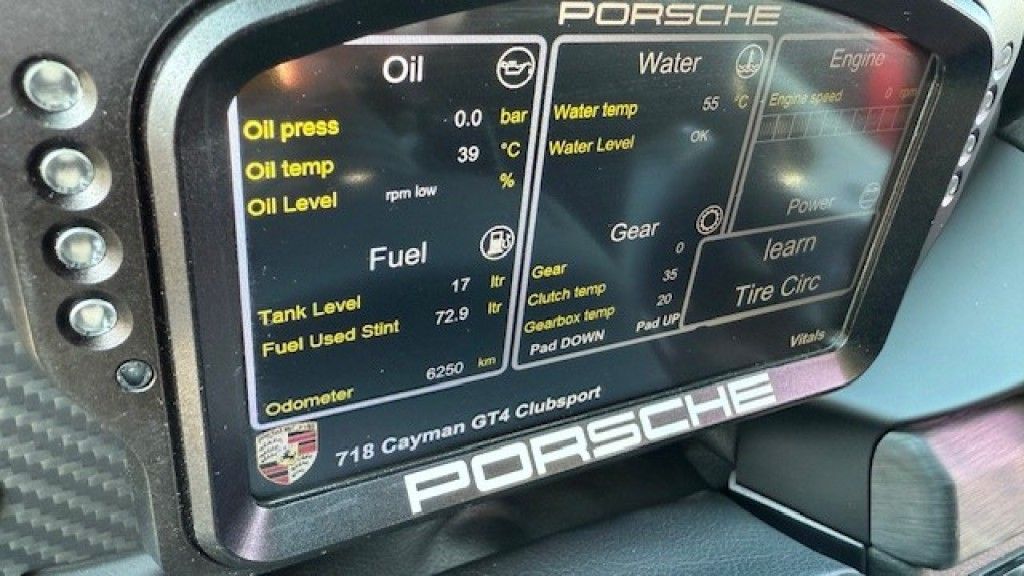 PORSCHE
Oil
Oil press 0.0 bar
Oil temp 39 °C
Oil Level rpm low %
Fuel
Tank Level 17 ltr
Fuel Used Stint 72.9 ltr
Odometer 6250 km
Water
Water temp 55 °C
Water Level OK
Gear
Gear 0
Clutch temp 35
Gearbox temp 20
Pad DOWN Pad UP
Engine
Engine speed 0 rpm
Power
learn
Tire Circ
Vitals
718 Cayman GT4 Clubsport
PORSCHE